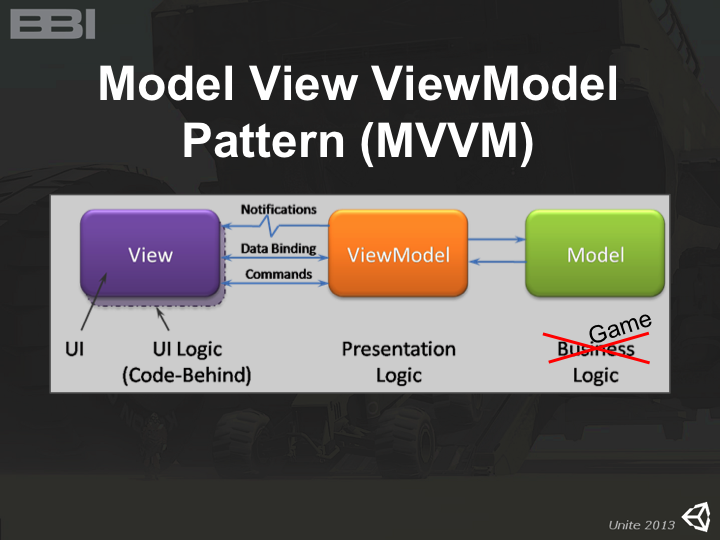 BBI
Model View ViewModel
Pattern (MVVM)
Notifications
View
Data Binding
ViewModel
Model
Commands
Game
UI
UI Logic
(Code-Behind)
Presentation
Logic
Business
Logic
Unite 2013